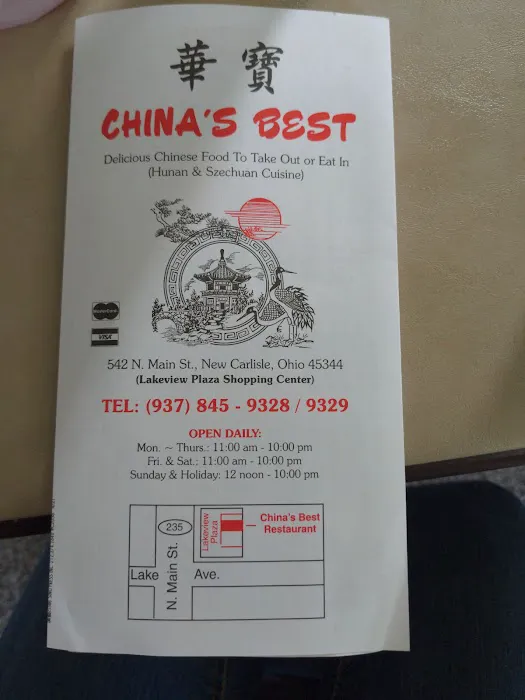 華 寶
CHINA'S BEST
Delicious Chinese Food To Take Out or Eat In
(Hunan & Szechuan Cuisine)
MasterCard
VISA
542 N. Main St., New Carlisle, Ohio 45344
(Lakeview Plaza Shopping Center)
TEL: (937) 845 - 9328 / 9329
OPEN DAILY:
Mon. ~ Thurs.: 11:00 am - 10:00 pm
Fri. & Sat.: 11:00 am - 10:00 pm
Sunday & Holiday: 12 noon - 10:00 pm
235
N. Main St.
Lakeview
Plaza
China's Best
Restaurant
Lake Ave.